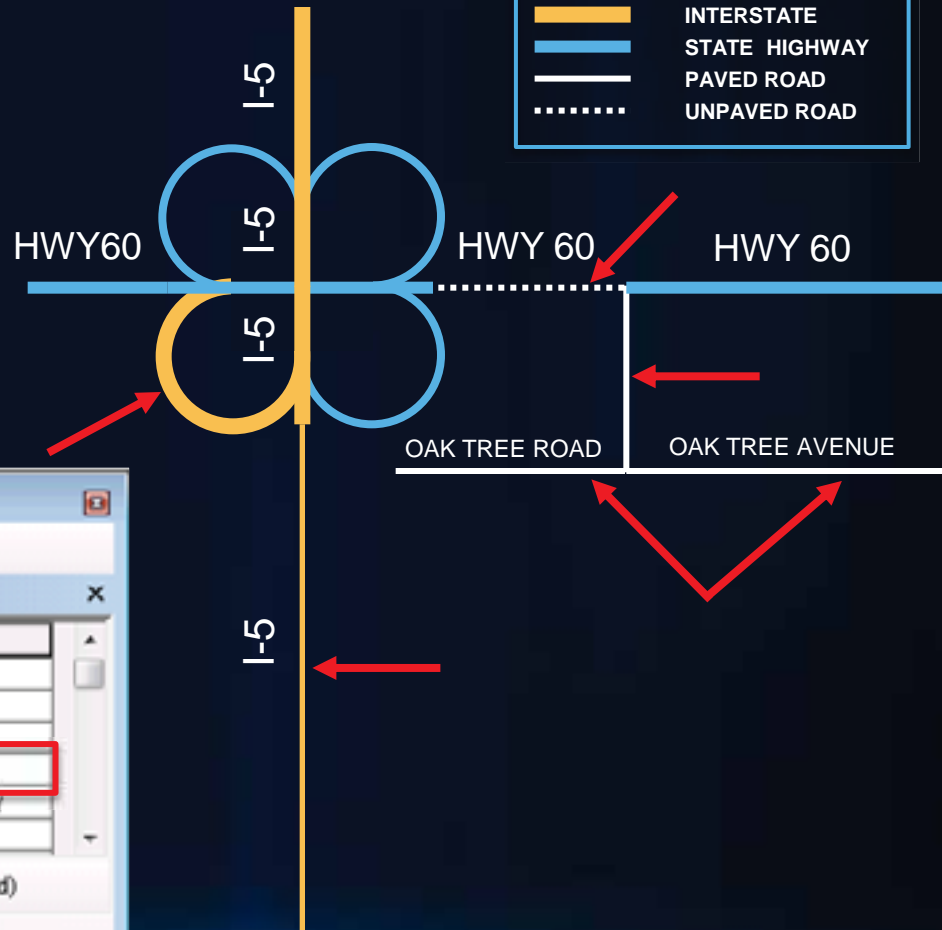 INTERSTATE
STATE HIGHWAY
PAVED ROAD
UNPAVED ROAD
I-5
I-5
HWY60
HWY 60
HWY 60
I-5
OAK TREE ROAD
OAK TREE AVENUE
I-5